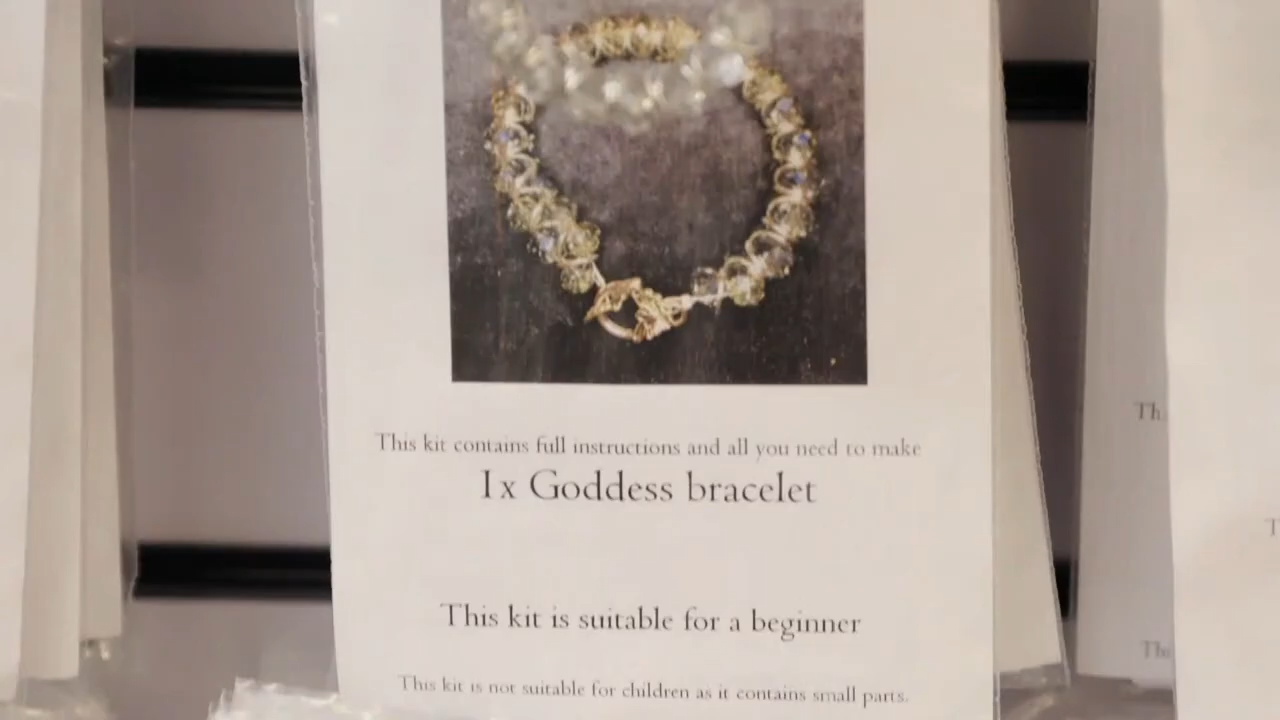 This kit contains full instructions and all you need to make
1x Goddess bracelet
This kit is suitable for a beginner
This kit is not suitable for children as it contains small parts.